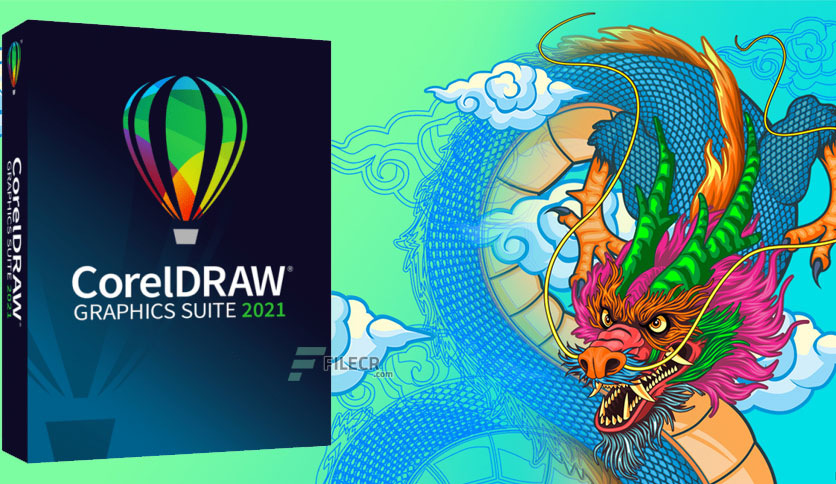 CorelDRAW®
GRAPHICS SUITE 2021
CorelDRAW
GRAPHICS SUITE 2021
FILECR
.com